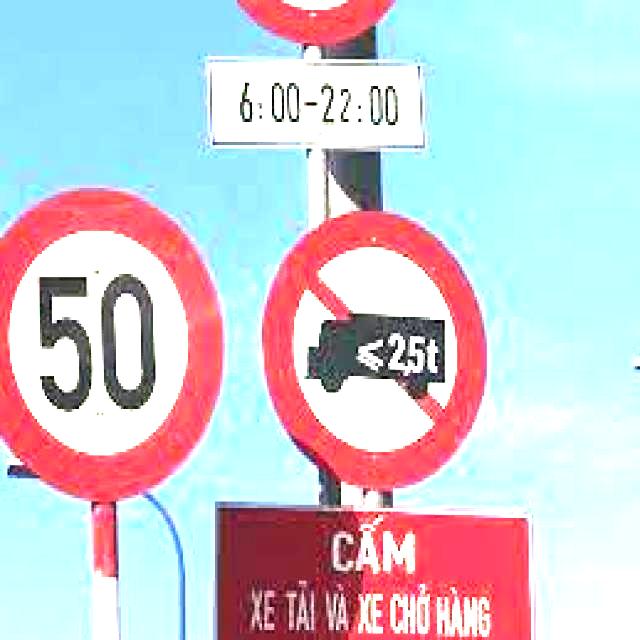 6:00-22:00
50
≤2,5t
CẤM
XE TẢI VÀ XE CHỞ HÀNG